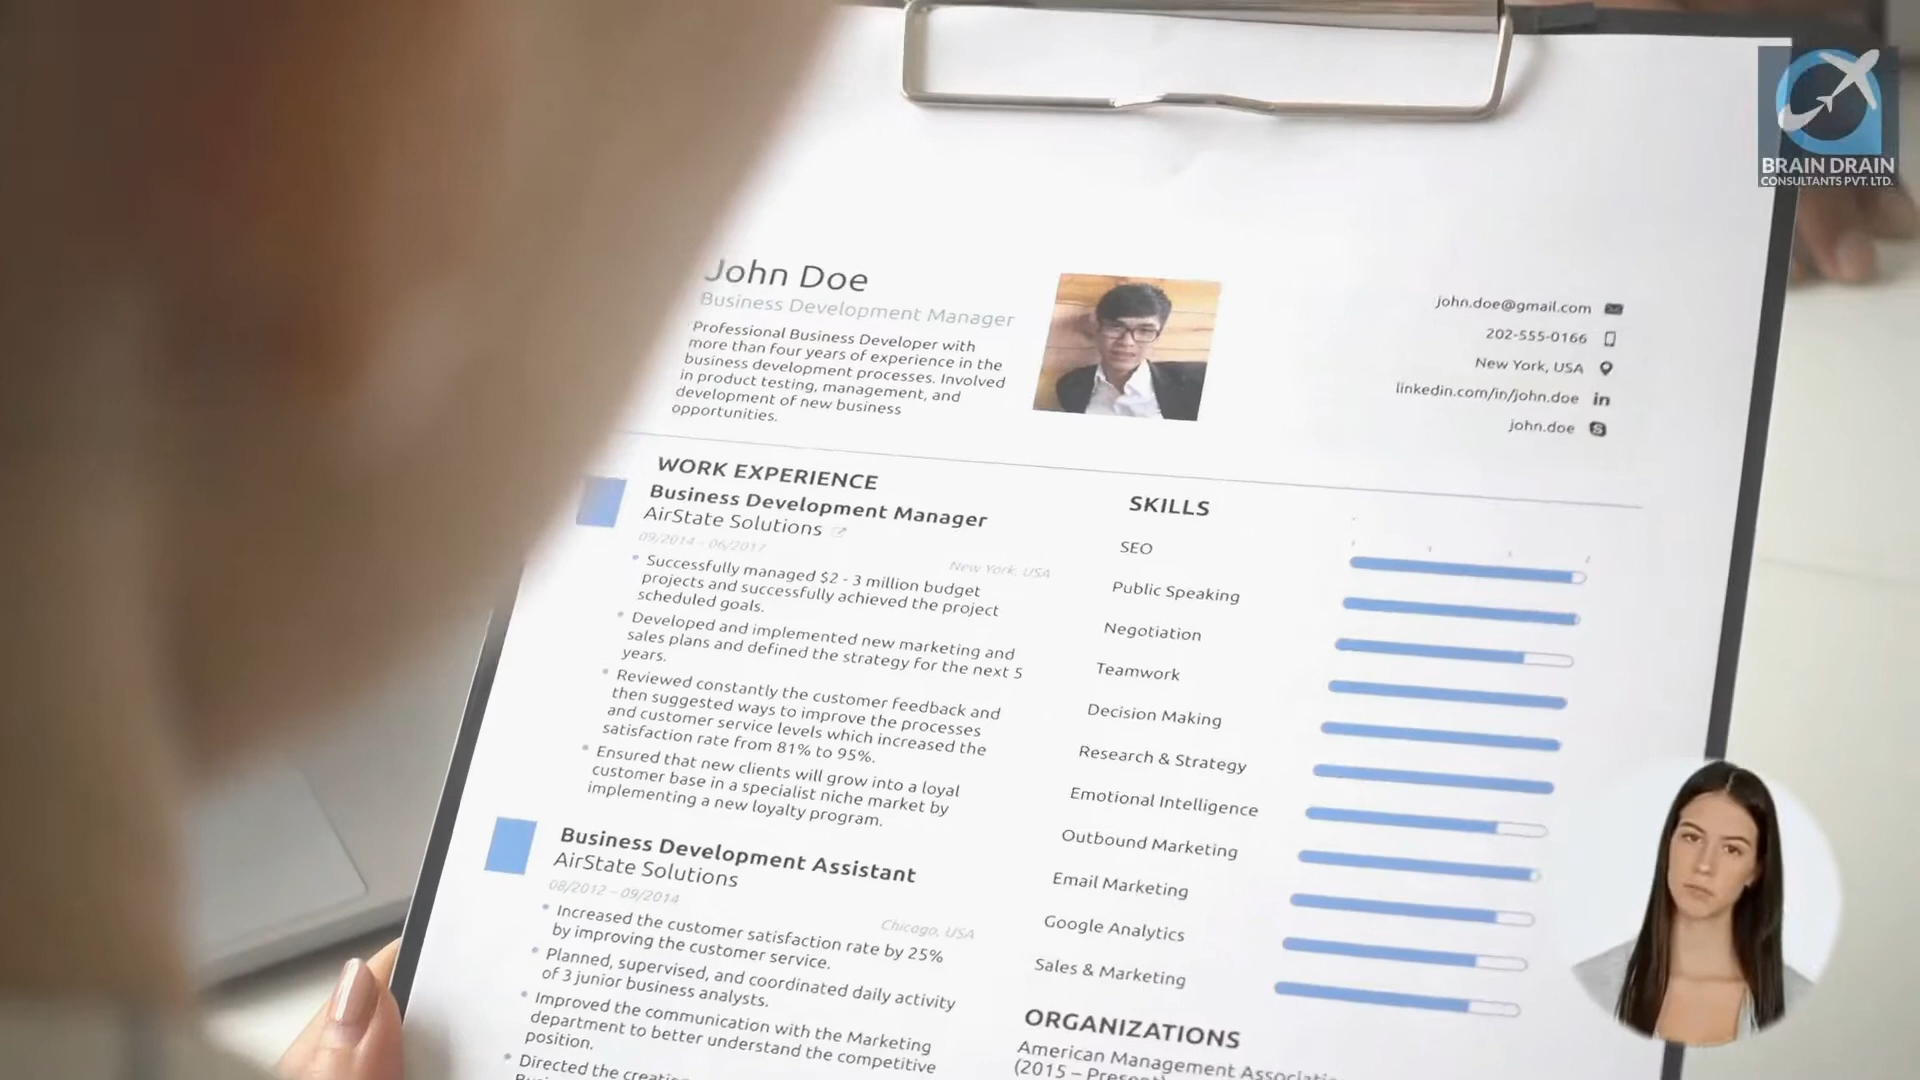 BRAIN DRAIN
CONSULTANTS PVT. LTD.
John Doe
Business Development Manager
Professional Business Developer with
more than four years of experience in the
business development processes. Involved
in product testing, management, and
development of new business
opportunities.
john.doe@gmail.com
202-555-0166
New York, USA
linkedin.com/in/john.doe
in
john.doe
WORK EXPERIENCE
Business Development Manager
AirState Solutions
09/2014 - 06/2017
New York, USA
Successfully managed $2 - 3 million budget
projects and successfully achieved the project
scheduled goals.
Developed and implemented new marketing and
sales plans and defined the strategy for the next 5
years.
Reviewed constantly the customer feedback and
then suggested ways to improve the processes
and customer service levels which increased the
satisfaction rate from 81% to 95%.
Ensured that new clients will grow into a loyal
customer base in a specialist niche market by
implementing a new loyalty program.
Business Development Assistant
AirState Solutions
08/2012 - 09/2014
Chicago, USA
Increased the customer satisfaction rate by 25%
by improving the customer service.
Planned, supervised, and coordinated daily activity
of 3 junior business analysts.
Improved the communication with the Marketing
department to better understand the competitive
position.
Directed the
SKILLS
SEO
Public Speaking
Negotiation
Teamwork
Decision Making
Research & Strategy
Emotional Intelligence
Outbound Marketing
Email Marketing
Google Analytics
Sales & Marketing
ORGANIZATIONS
American Management
(2015 –